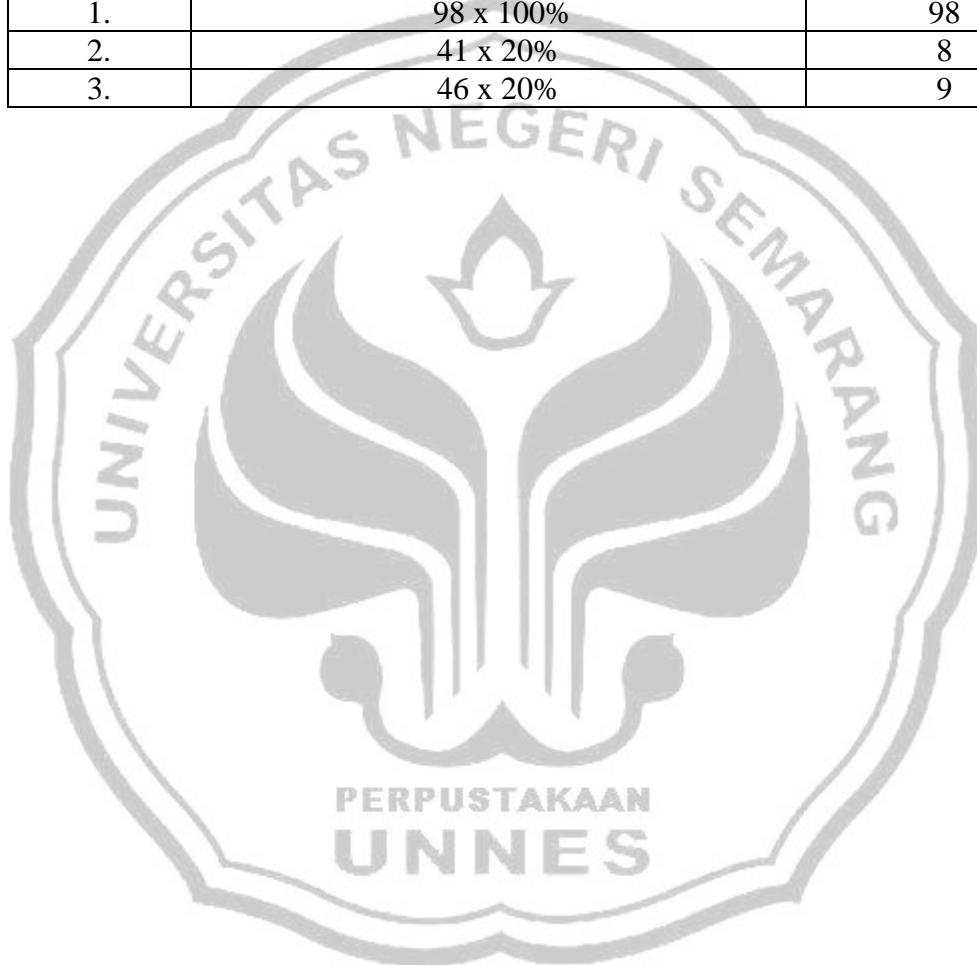 1. 98 x 100% 98
2. 41 x 20% 8
3. 46 x 20% 9
UNIVERSITAS NEGERI SEMARANG
PERPUSTAKAAN
UNNES